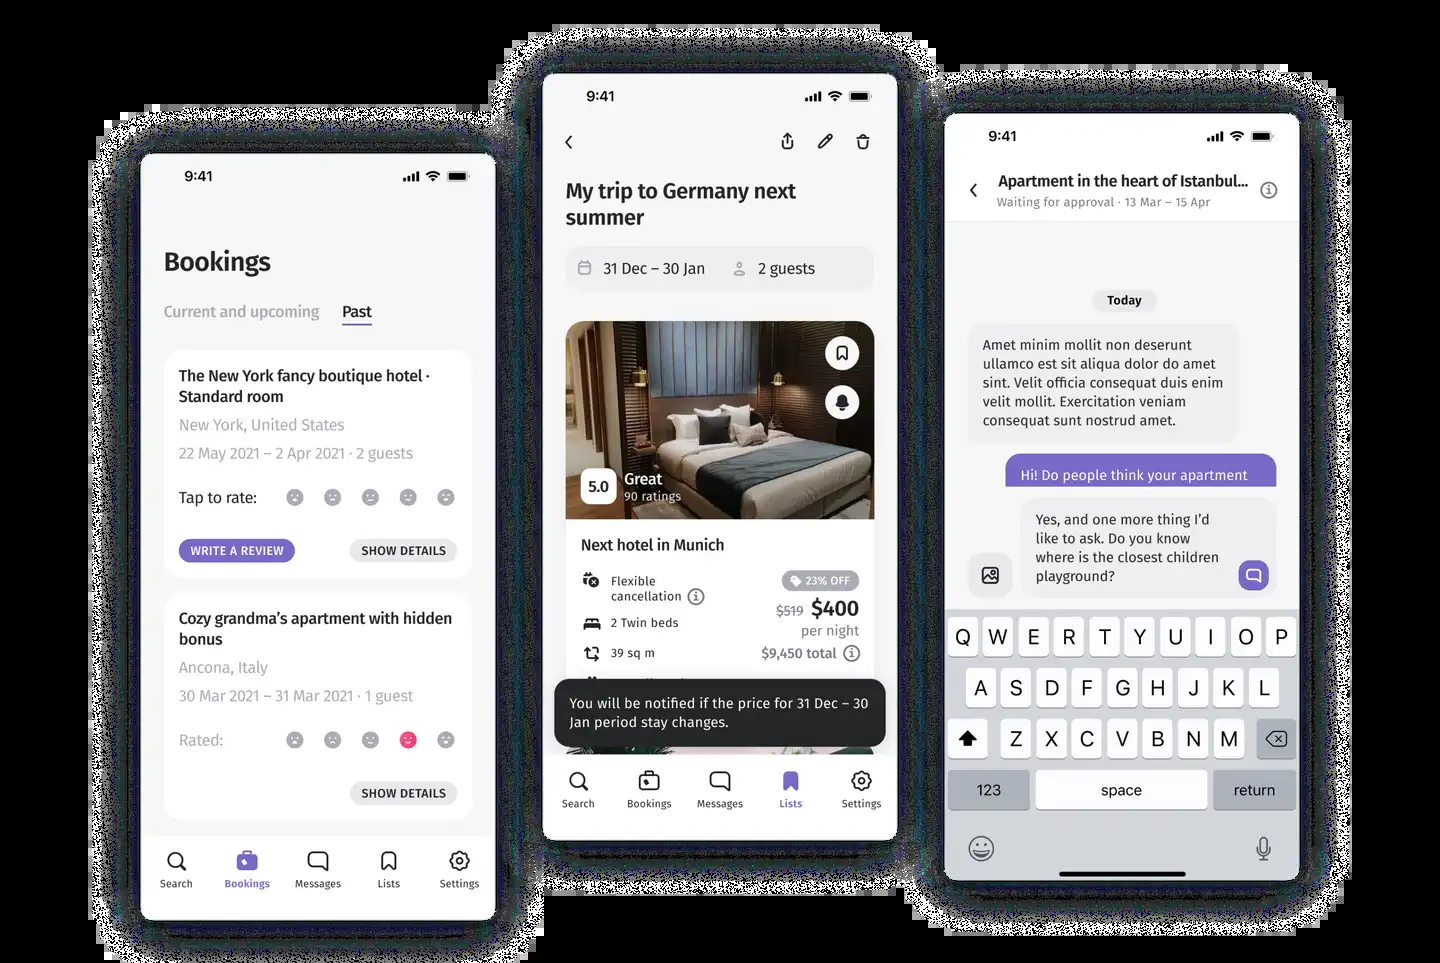 9:41
Bookings
Current and upcoming Past
The New York fancy boutique hotel ·
Standard room
New York, United States
22 May 2021 – 2 Apr 2021 · 2 guests
Tap to rate:
WRITE A REVIEW SHOW DETAILS
Cozy grandma’s apartment with hidden
bonus
Ancona, Italy
30 Mar 2021 – 31 Mar 2021 · 1 guest
Rated:
SHOW DETAILS
Search Bookings Messages Lists Settings
9:41
My trip to Germany next
summer
31 Dec – 30 Jan 2 guests
5.0 Great
90 ratings
Next hotel in Munich
Flexible
cancellation
23% OFF
$519 $400
per night
2 Twin beds
39 sq m
$9,450 total
You will be notified if the price for 31 Dec – 30
Jan period stay changes.
Search Bookings Messages Lists Settings
9:41
Apartment in the heart of Istanbul...
Waiting for approval · 13 Mar – 15 Apr
Today
Amet minim mollit non deserunt
ullamco est sit aliqua dolor do amet
sint. Velit officia consequat duis enim
velit mollit. Exercitation veniam
consequat sunt nostrud amet.
Hi! Do people think your apartment
Yes, and one more thing I’d
like to ask. Do you know
where is the closest children
playground?
Q W E R T Y U I O P
A S D F G H J K L
Z X C V B N M
123 space return